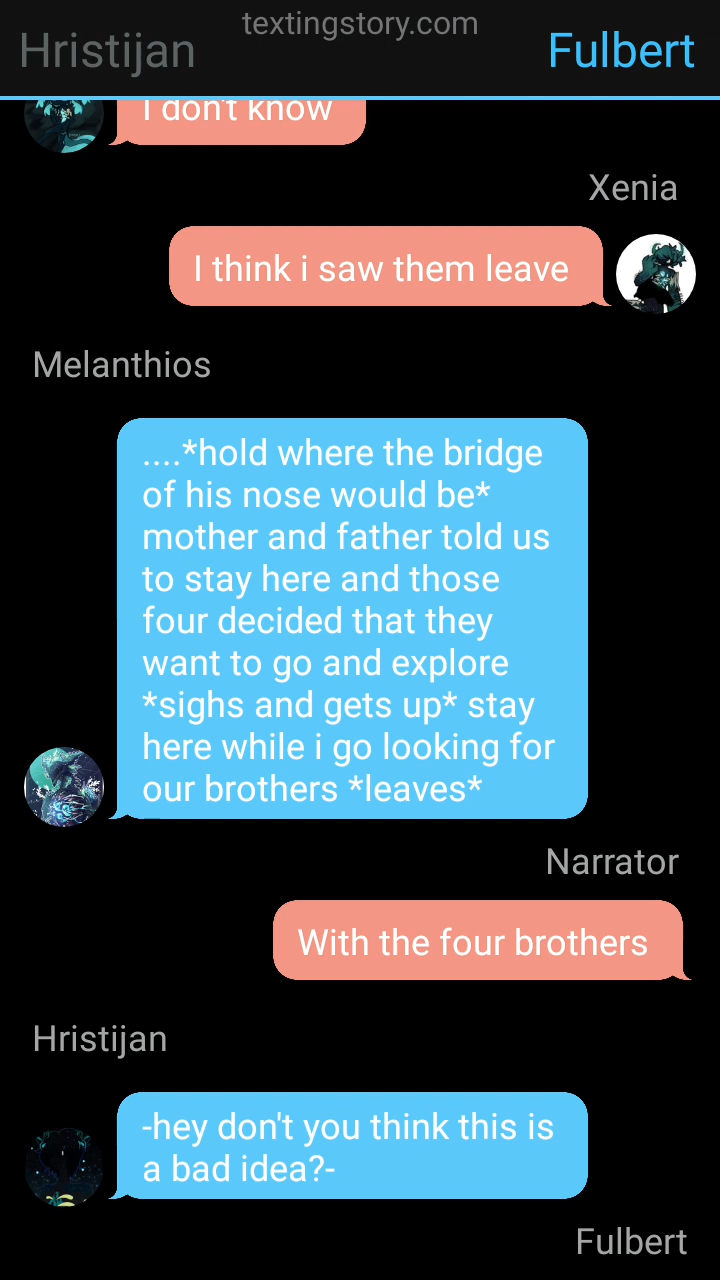 textingstory.com
Hristijan
Fulbert
I don't know
Xenia
I think i saw them leave
Melanthios
....*hold where the bridge
of his nose would be*
mother and father told us
to stay here and those
four decided that they
want to go and explore
*sighs and gets up* stay
here while i go looking for
our brothers *leaves*
Narrator
With the four brothers
Hristijan
-hey don't you think this is
a bad idea?-
Fulbert